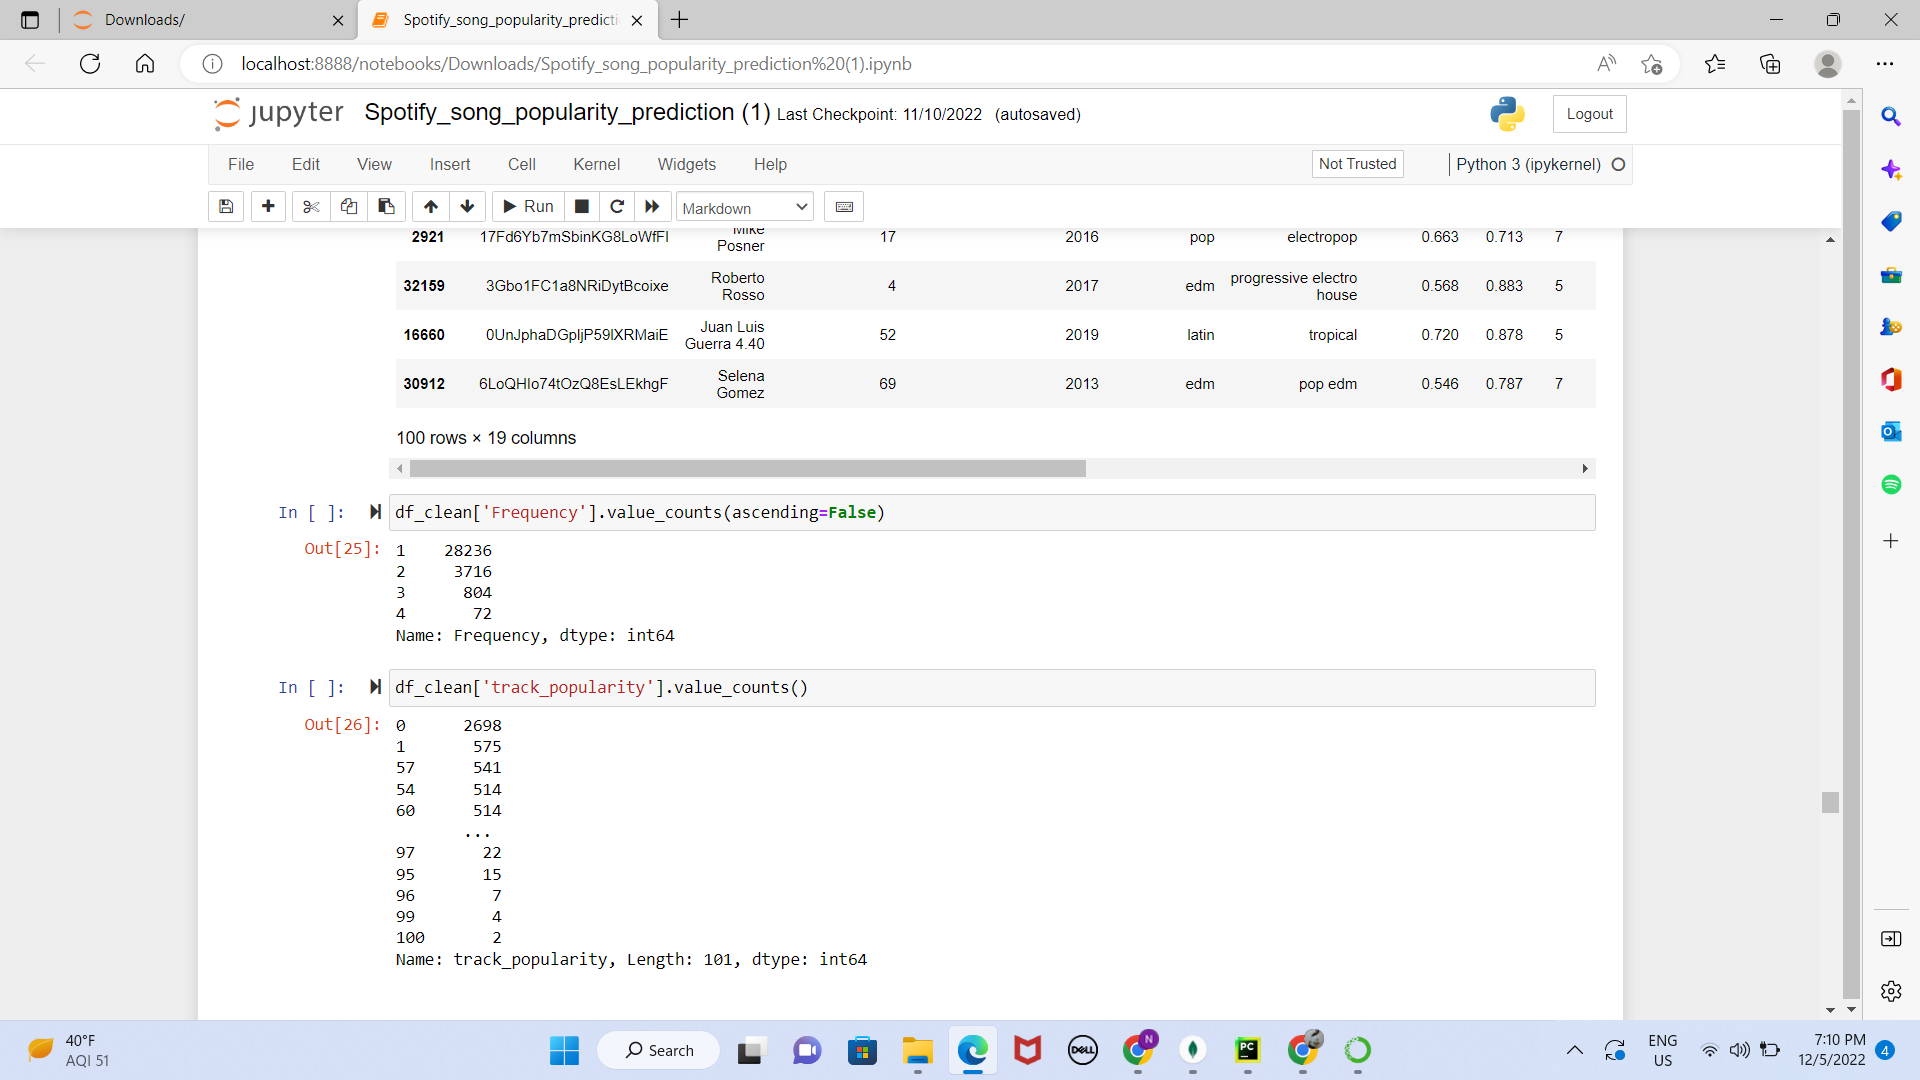 Downloads/
Spotify_song_popularity_predicti
localhost:8888/notebooks/Downloads/Spotify_song_popularity_prediction%20(1).ipynb
jupyter Spotify_song_popularity_prediction (1) Last Checkpoint: 11/10/2022 (autosaved)
Logout
File Edit View Insert Cell Kernel Widgets Help
Not Trusted Python 3 (ipykernel)
Run Markdown
2921 17Fd6Yb7mSbinKG8LoWfFI Mike Posner 17 2016 pop electropop 0.663 0.713 7
32159 3Gbo1FC1a8NRiDytBcoixe Roberto Rosso 4 2017 edm progressive electro house 0.568 0.883 5
16660 0UnJphaDGpIjP59lXRMaiE Juan Luis Guerra 4.40 52 2019 latin tropical 0.720 0.878 5
30912 6LoQHIo74tOzQ8EsLEkhgF Selena Gomez 69 2013 edm pop edm 0.546 0.787 7
100 rows × 19 columns
In [ ]: df_clean['Frequency'].value_counts(ascending=False)
Out[25]: 1 28236
2 3716
3 804
4 72
Name: Frequency, dtype: int64
In [ ]: df_clean['track_popularity'].value_counts()
Out[26]: 0 2698
1 575
57 541
54 514
60 514
...
97 22
95 15
96 7
99 4
100 2
Name: track_popularity, Length: 101, dtype: int64
40°F
AQI 51
Search
DELL
N
PC
ENG
US
7:10 PM
12/5/2022
4